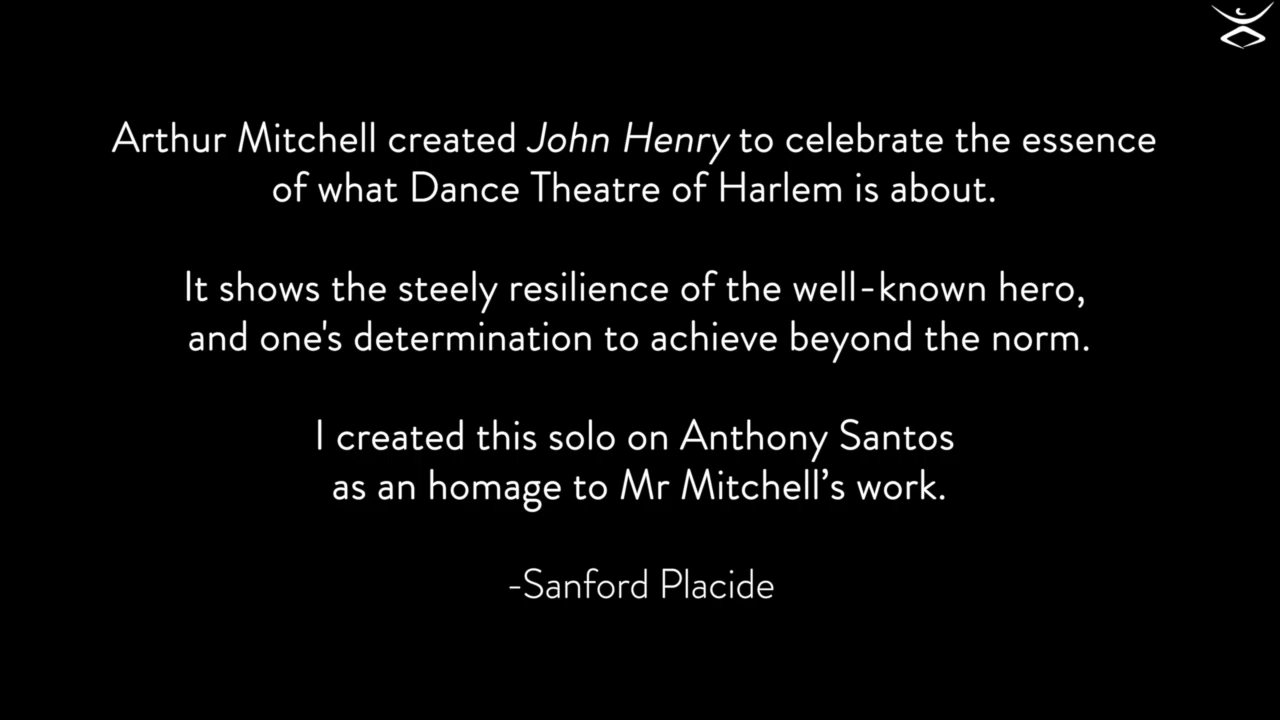 Arthur Mitchell created John Henry to celebrate the essence
of what Dance Theatre of Harlem is about.
It shows the steely resilience of the well-known hero,
and one's determination to achieve beyond the norm.
I created this solo on Anthony Santos
as an homage to Mr Mitchell’s work.
-Sanford Placide